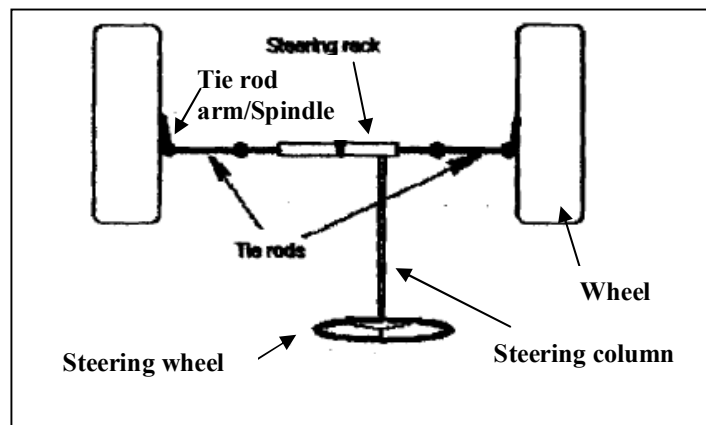 Steering rack
Tie rod
arm/Spindle
Tie rods
Wheel
Steering column
Steering wheel